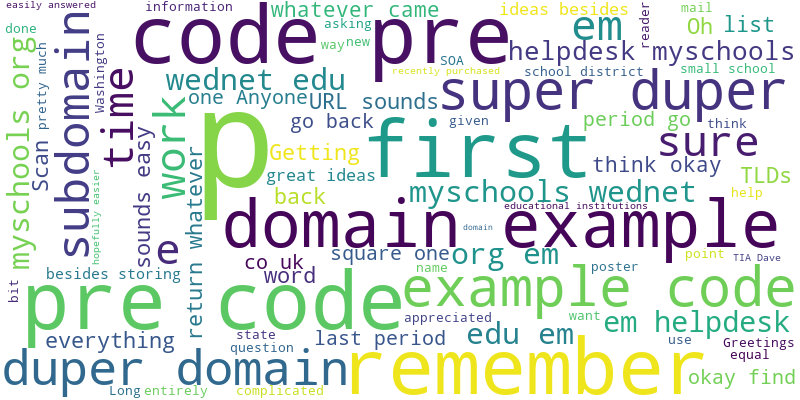 easily answered
information
whatever came
ideas besides
mail
code pre
em
Oh list
done
asking
way new
reader
helpdesk myschools
pretty much
Washington
SOA
recently purchased
school district
small school
wednet edu
super duper
one Anyone
URL sounds
go back
given
period go
think
sure
subdomain
time
myschools org
Scan
work
p
first
Getting
great ideas
think okay
TLDs
sounds easy
hopefully easier
return whatever
back
myschools wednet
help
educational institutions
domain example
domain
e
co uk
square one
org em
point
TIA Dave
besides storing
word
name
poster
bit
pre code
example code
everything
state
question
last period
appreciated
edu em
want
em helpdesk
use
Greetings
equal
duper domain
remember
okay find
Long
entirely
complicated